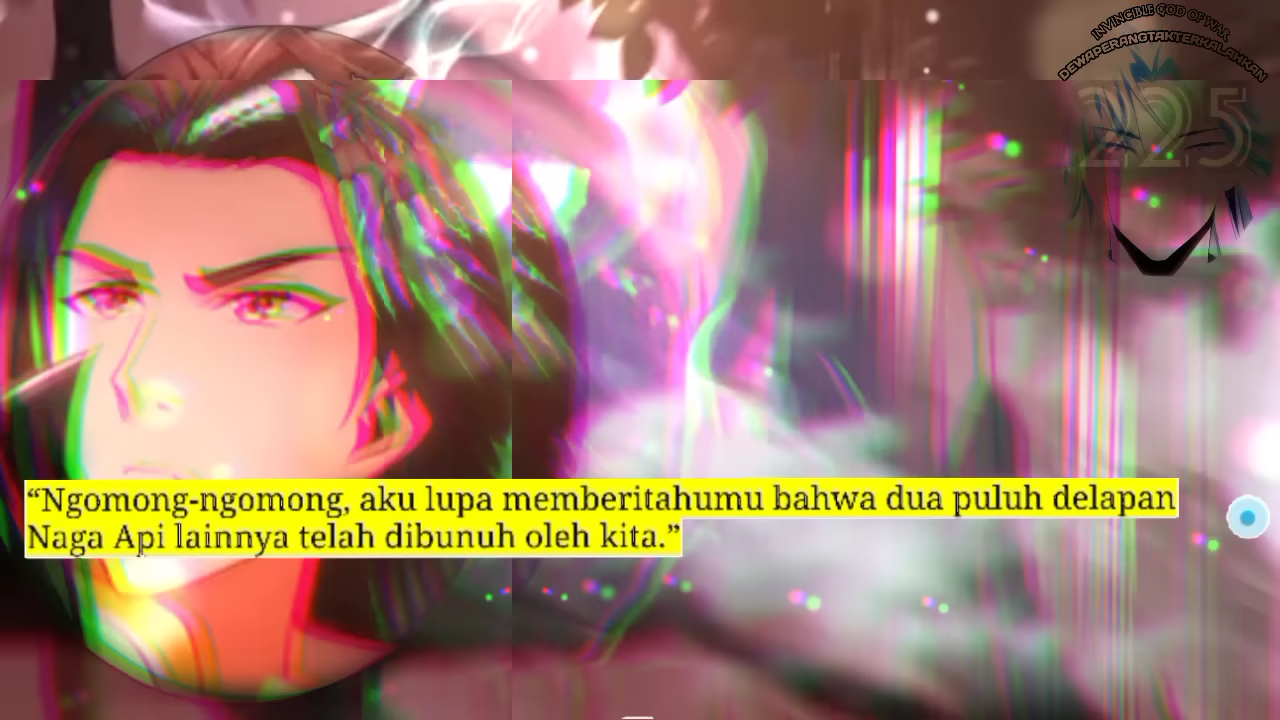 INVINCIBLE GOD OF WAR
DEWAPERANGTAKTERKALAHKAN
225
“Ngomong-ngomong, aku lupa memberitahumu bahwa dua puluh delapan
Naga Api lainnya telah dibunuh oleh kita.”